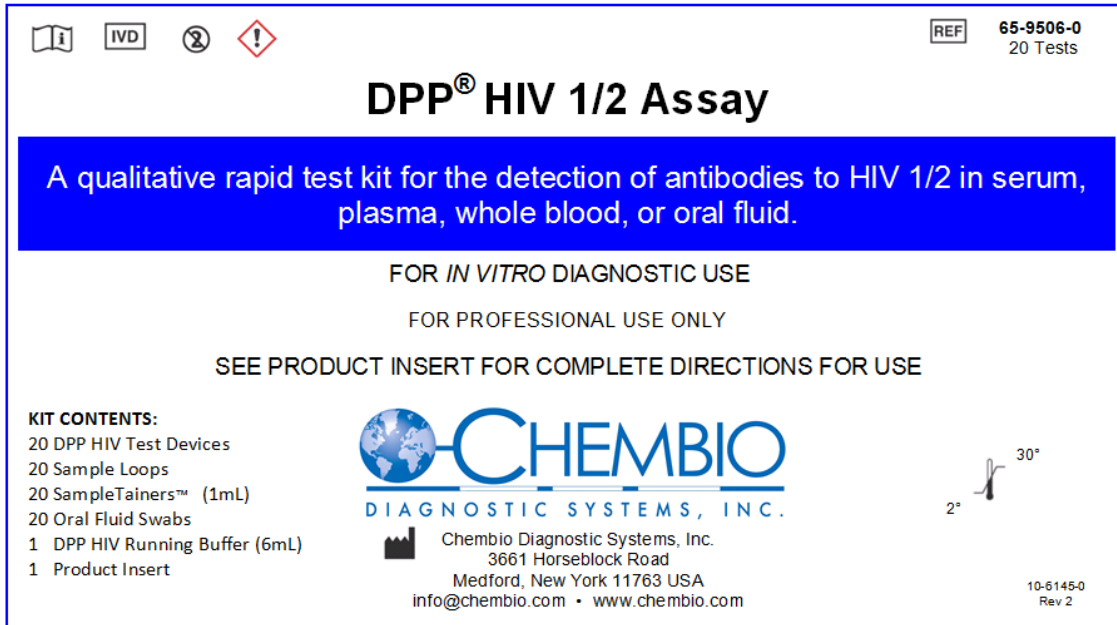 IVD
REF 65-9506-0
20 Tests
DPP® HIV 1/2 Assay
A qualitative rapid test kit for the detection of antibodies to HIV 1/2 in serum,
plasma, whole blood, or oral fluid.
FOR IN VITRO DIAGNOSTIC USE
FOR PROFESSIONAL USE ONLY
SEE PRODUCT INSERT FOR COMPLETE DIRECTIONS FOR USE
KIT CONTENTS:
20 DPP HIV Test Devices
20 Sample Loops
20 SampleTainers™ (1mL)
20 Oral Fluid Swabs
1 DPP HIV Running Buffer (6mL)
1 Product Insert
CHEMBIO
DIAGNOSTIC SYSTEMS, INC.
Chembio Diagnostic Systems, Inc.
3661 Horseblock Road
Medford, New York 11763 USA
info@chembio.com • www.chembio.com
30°
2°
10-6145-0
Rev 2